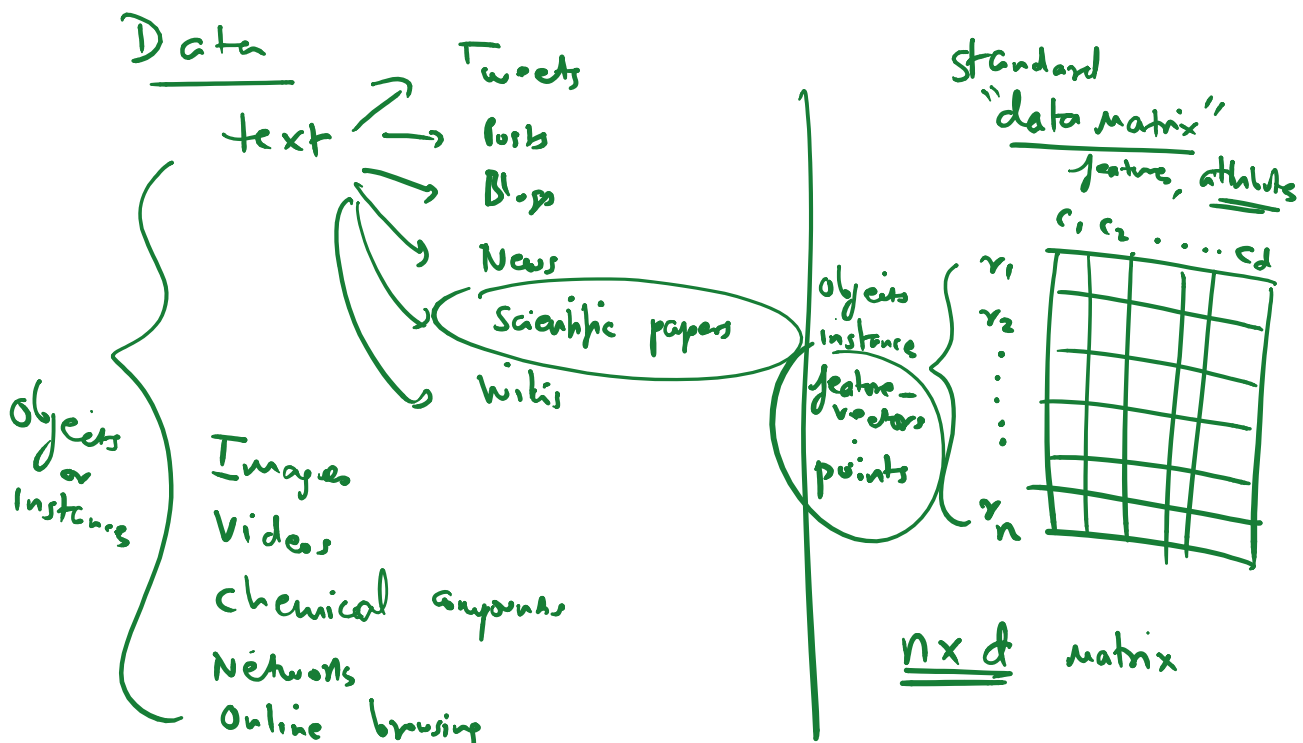 Data
text
Tweets
Posts
Blogs
News
Scientific papers
Wikis
Objects
or
instances
Images
Videos
Chemical compounds
Networks
Online browsing
standard
"data matrix"
features, attributes
c1 c2 ...... cd
r1
r2
rn
objects
instance
feature-
vectors
points
n x d matrix